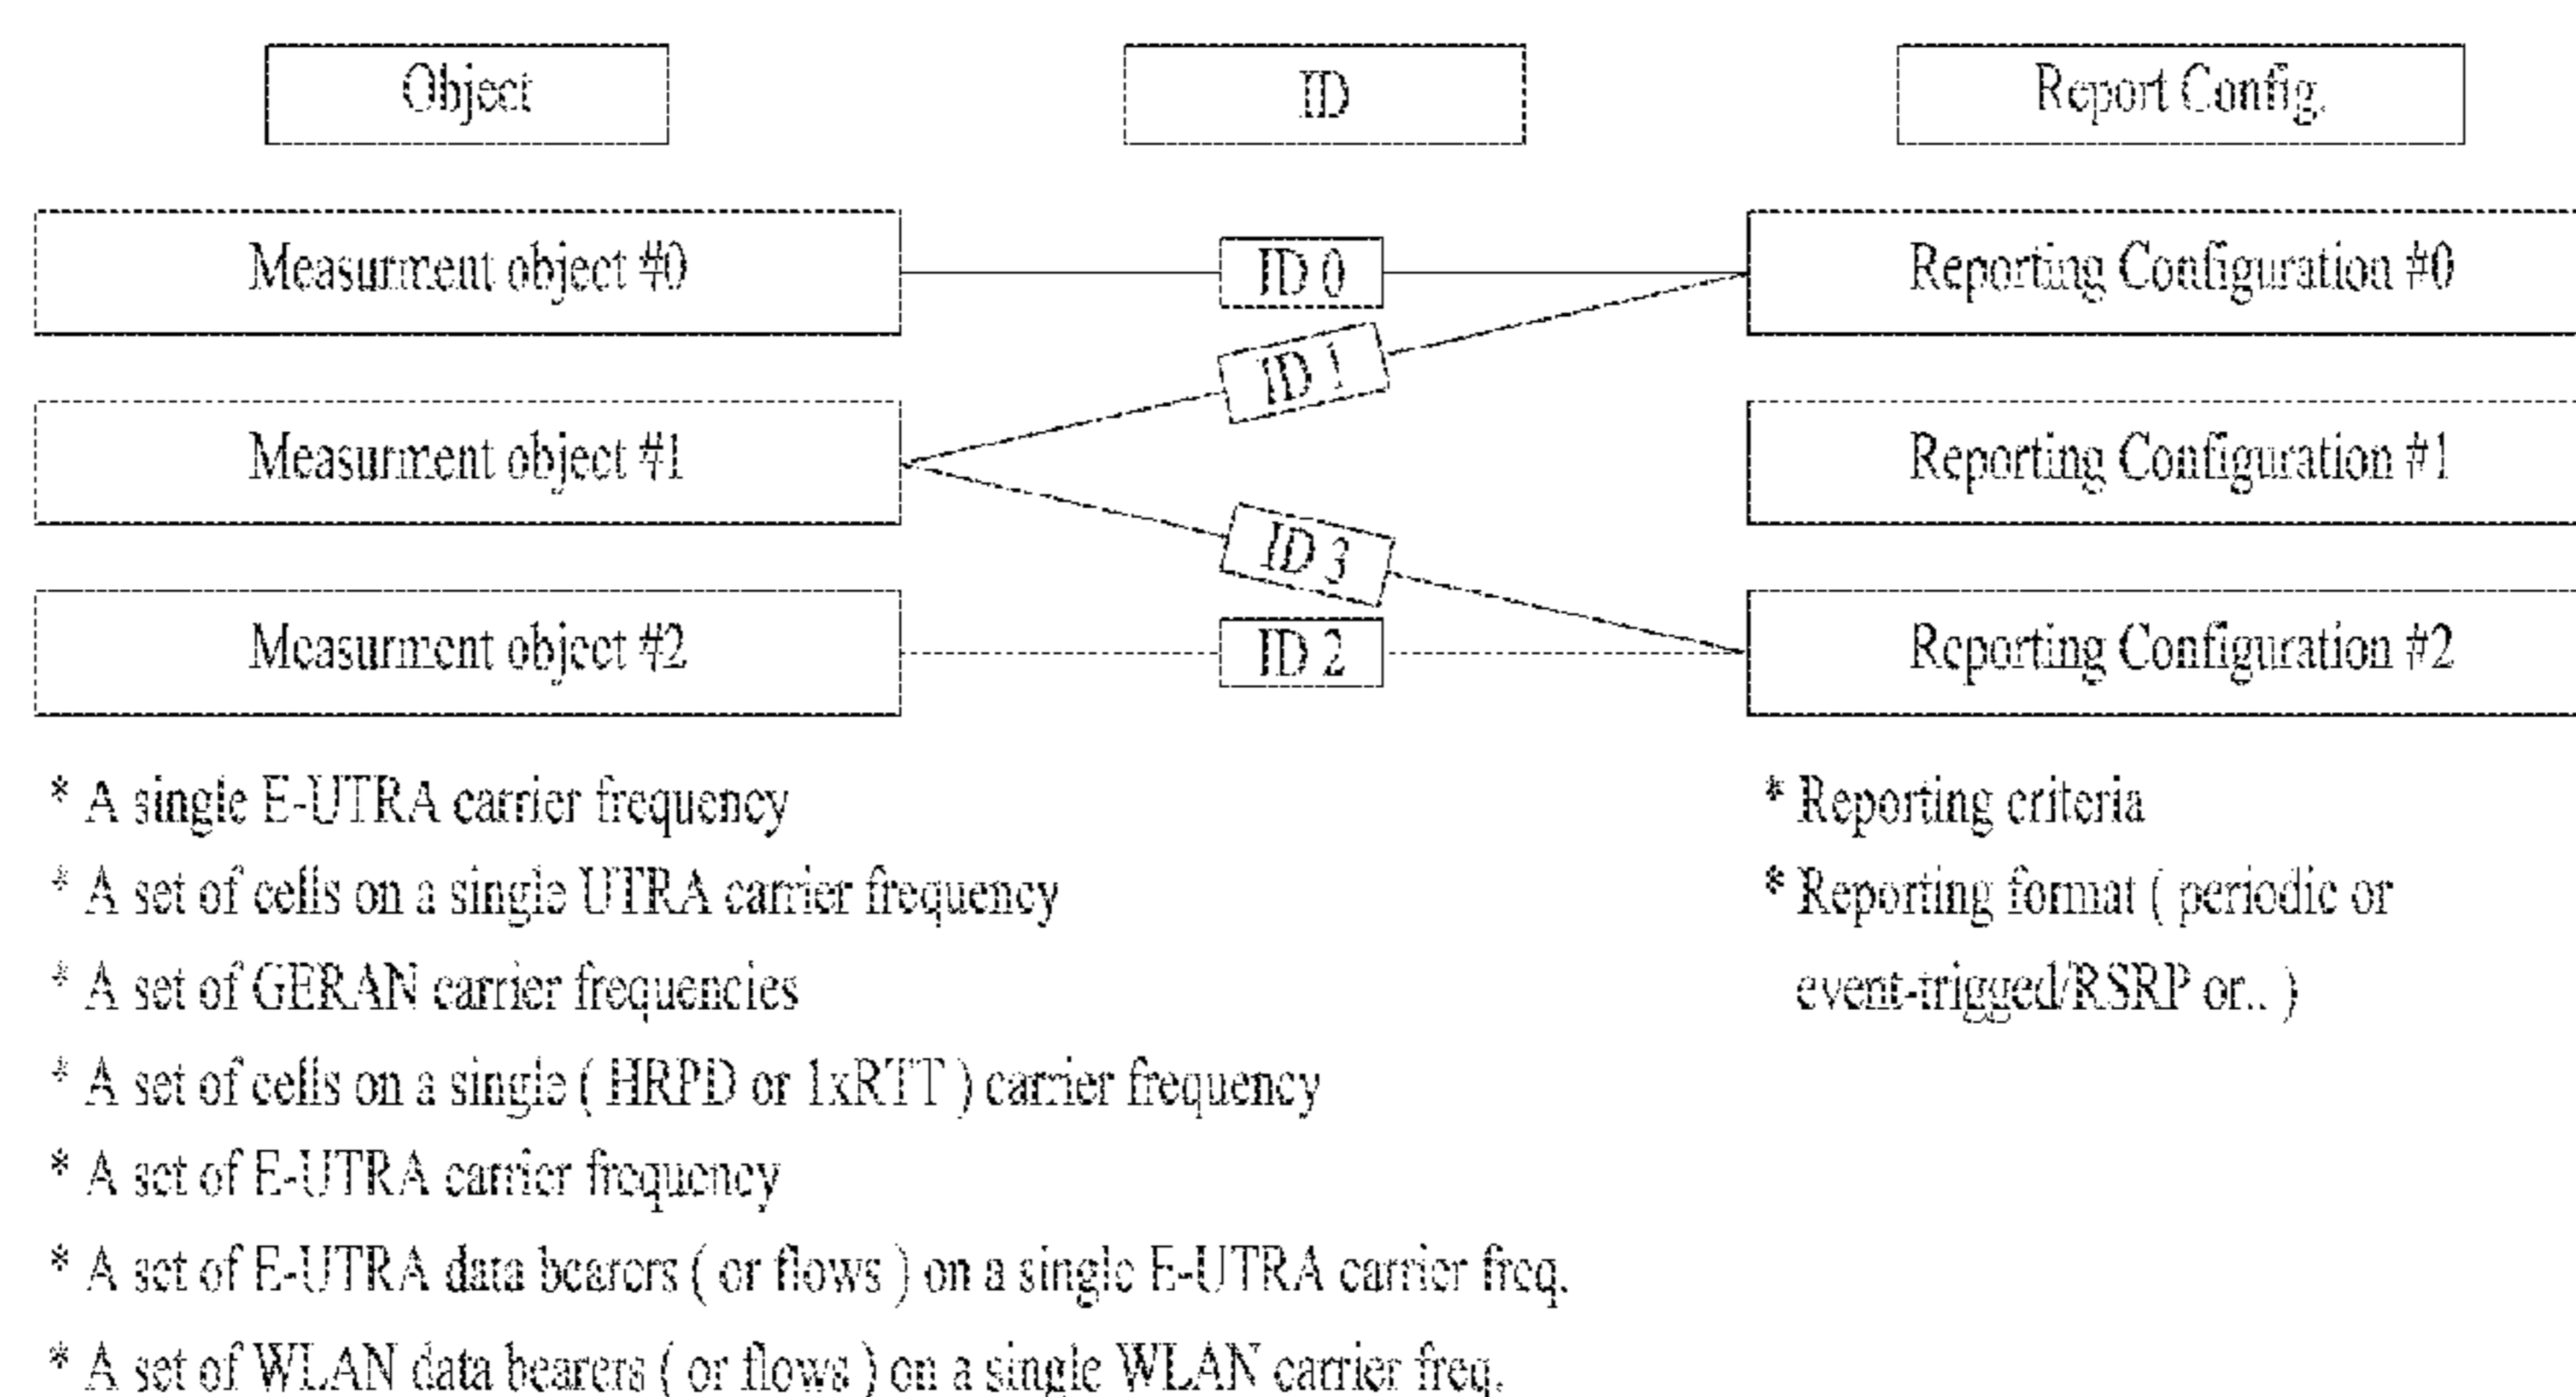 Object
ID
Report Config.
Measurment object #0
ID 0
Reporting Configuration #0
ID 1
Measurment object #1
Reporting Configuration #1
ID 3
Measurment object #2
ID 2
Reporting Configuration #2
* A single E-UTRA carrier frequency
* A set of cells on a single UTRA carrier frequency
* A set of GERAN carrier frequencies
* A set of cells on a single ( HRPD or 1xRTT ) carrier frequency
* A set of E-UTRA carrier frequency
* A set of E-UTRA data bearers ( or flows ) on a single E-UTRA carrier freq.
* A set of WLAN data bearers ( or flows ) on a single WLAN carrier freq.
* Reporting criteria
* Reporting format ( periodic or
event-trigged/RSRP or.. )